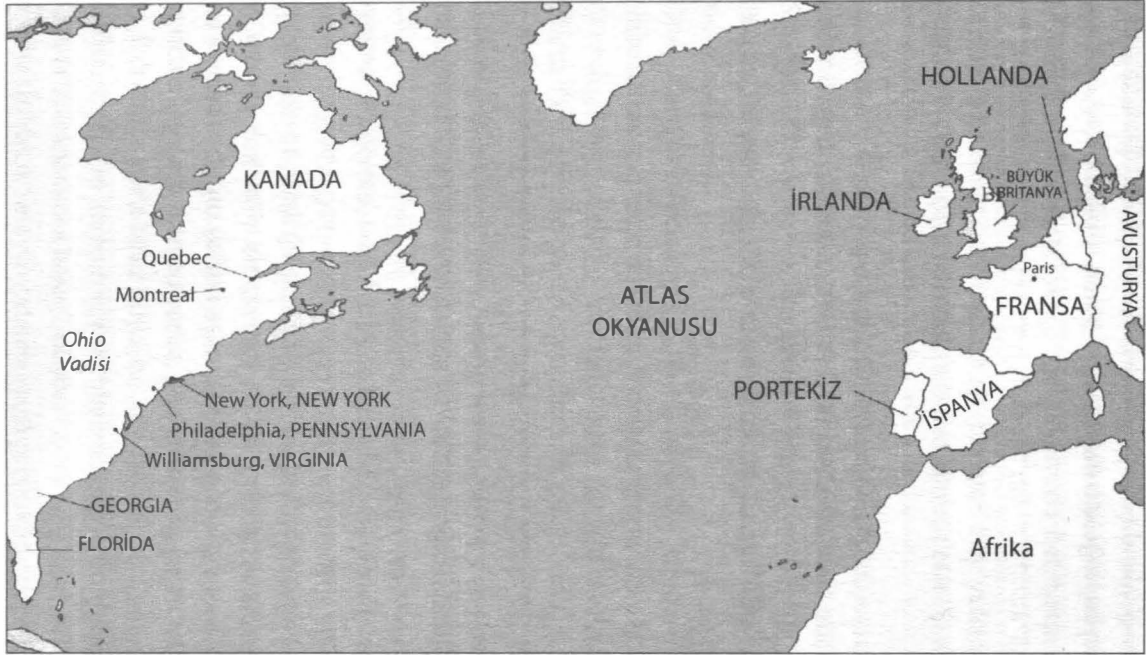 HOLLANDA
KANADA
BÜYÜK
BRİTANYA
İRLANDA
AVUSTURYA
Quebec
Montreal
Paris
FRANSA
ATLAS
OKYANUSU
Ohio
Vadisi
PORTEKİZ
İSPANYA
New York, NEW YORK
Philadelphia, PENNSYLVANIA
Williamsburg, VIRGINIA
GEORGIA
FLORİDA
Afrika